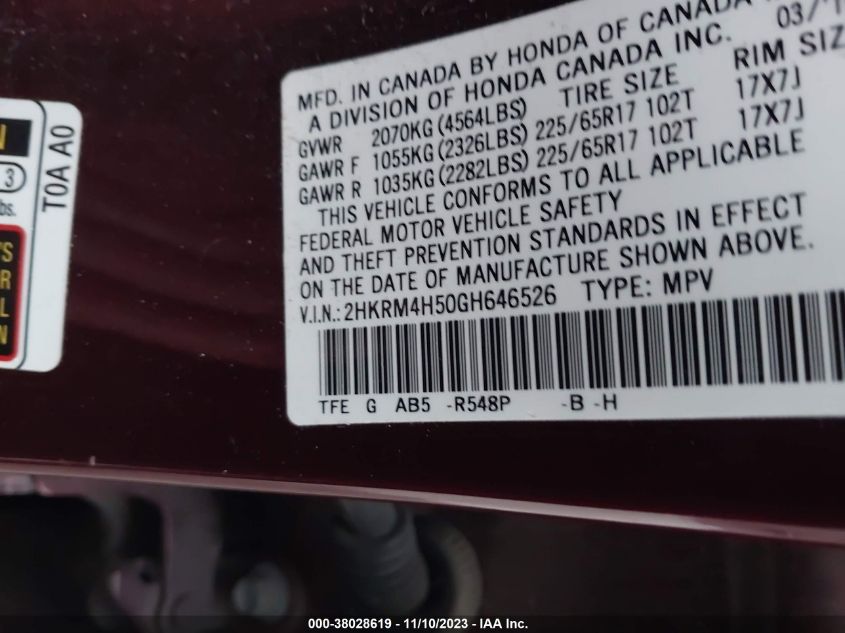 MFD. IN CANADA BY HONDA OF CANADA
A DIVISION OF HONDA CANADA INC. 03/
GVWR 2070KG(4564LBS) TIRE SIZE RIM SIZ
GAWR F 1055KG(2326LBS) 225/65R17 102T 17X7J
GAWR R 1035KG(2282LBS) 225/65R17 102T 17X7J
THIS VEHICLE CONFORMS TO ALL APPLICABLE
FEDERAL MOTOR VEHICLE SAFETY
AND THEFT PREVENTION STANDARDS IN EFFECT
ON THE DATE OF MANUFACTURE SHOWN ABOVE.
V.I.N.: 2HKRM4H50GH646526 TYPE: MPV
TFE G AB5 -R548P -B -H
N
3
bs.
T0A A0
'S
R
L
N
000-38028619 - 11/10/2023 - IAA Inc.